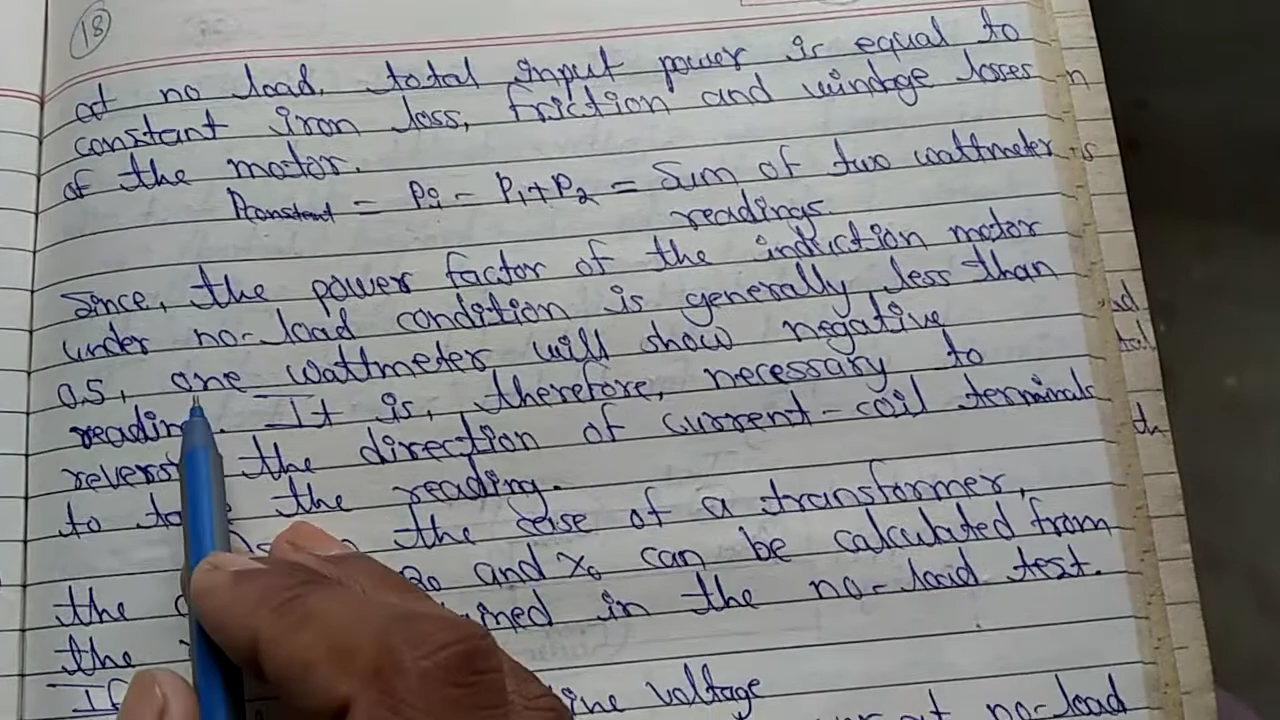 18
at no load, total input power is equal to
constant iron loss, friction and windage losses
of the motor.
Pconstant = Pi = P1+P2 = Sum of two wattmeter
readings.
Since, the power factor of the induction motor
under no-load condition is generally less than
0.5, one wattmeter will show negative
reading. It is, therefore, necessary to
the direction of current-coil terminals
to the reading.
the case of a transformer,
the and X0 can be calculated from
the in the no-load test.
voltage
at no-load